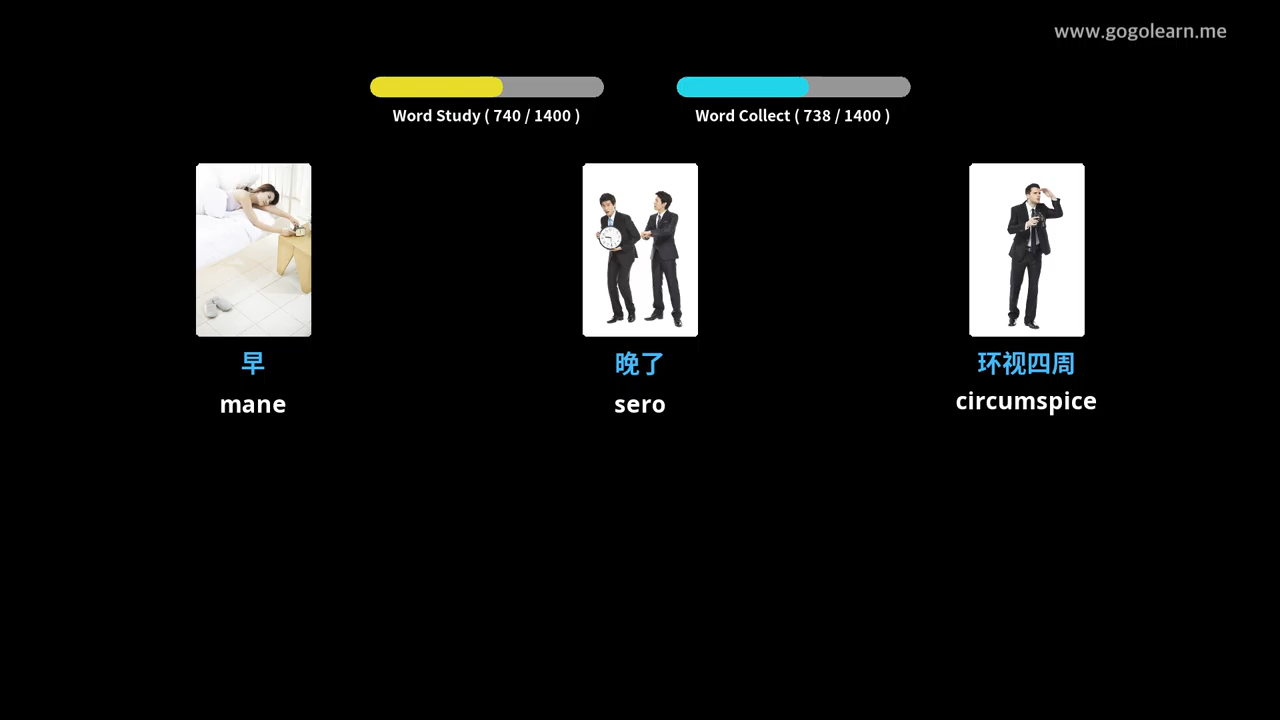 www.gogolearn.me
Word Study ( 740 / 1400 )
Word Collect ( 738 / 1400 )
早
mane
晚了
sero
环视四周
circumspice